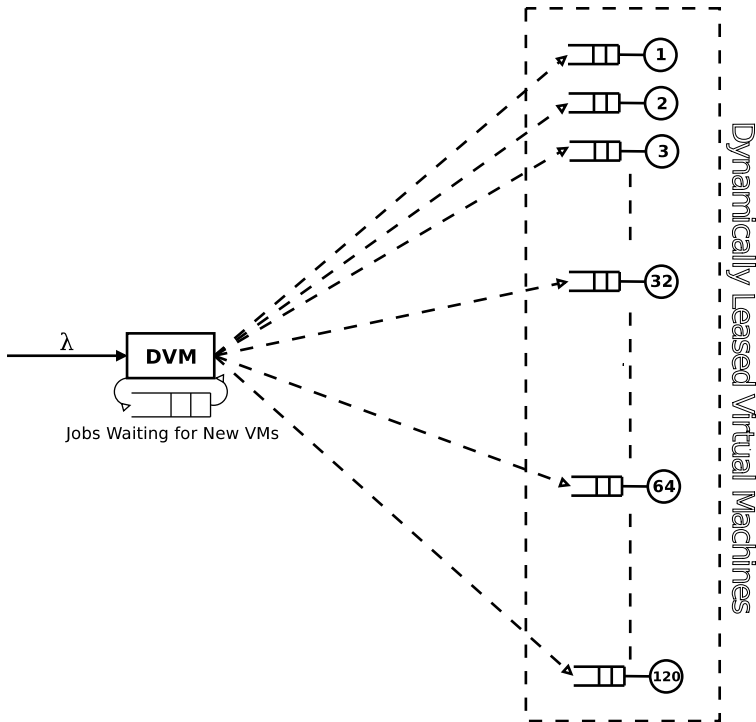 1
2
3
32
λ
DVM
Jobs Waiting for New VMs
64
120
Dynamically Leased Virtual Machines